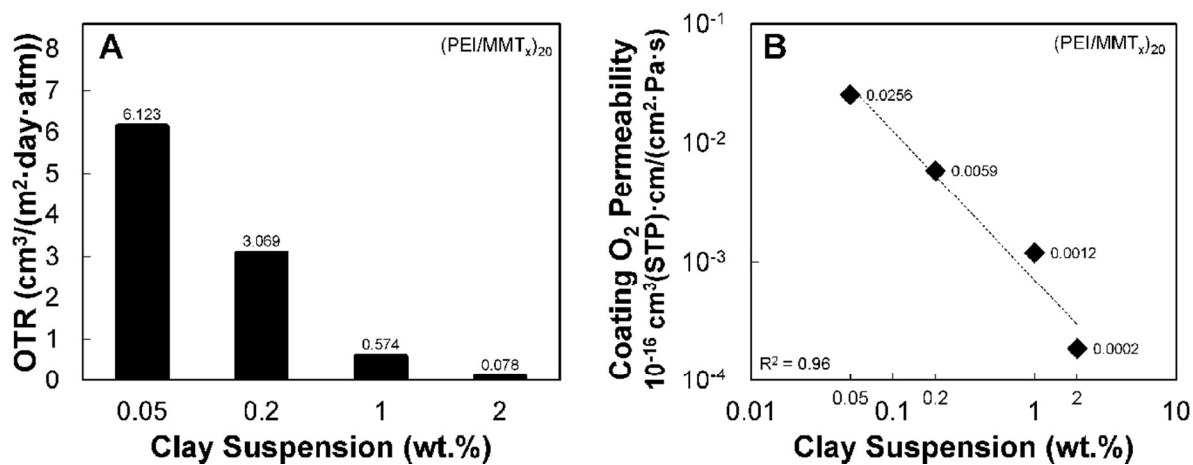 A
(PEI/MMTₓ)₂₀
OTR (cm³/(m²·day·atm))
8
7
6
5
4
3
2
1
0
6.123
3.069
0.574
0.078
0.05 0.2 1 2
Clay Suspension (wt.%)
B
(PEI/MMTₓ)₂₀
Coating O₂ Permeability
10⁻¹⁶ cm³(STP)·cm/(cm²·Pa·s)
10⁻¹
10⁻²
10⁻³
10⁻⁴
0.0256
0.0059
0.0012
0.0002
R² = 0.96
0.01 0.05 0.1 0.2 1 2 10
Clay Suspension (wt.%)